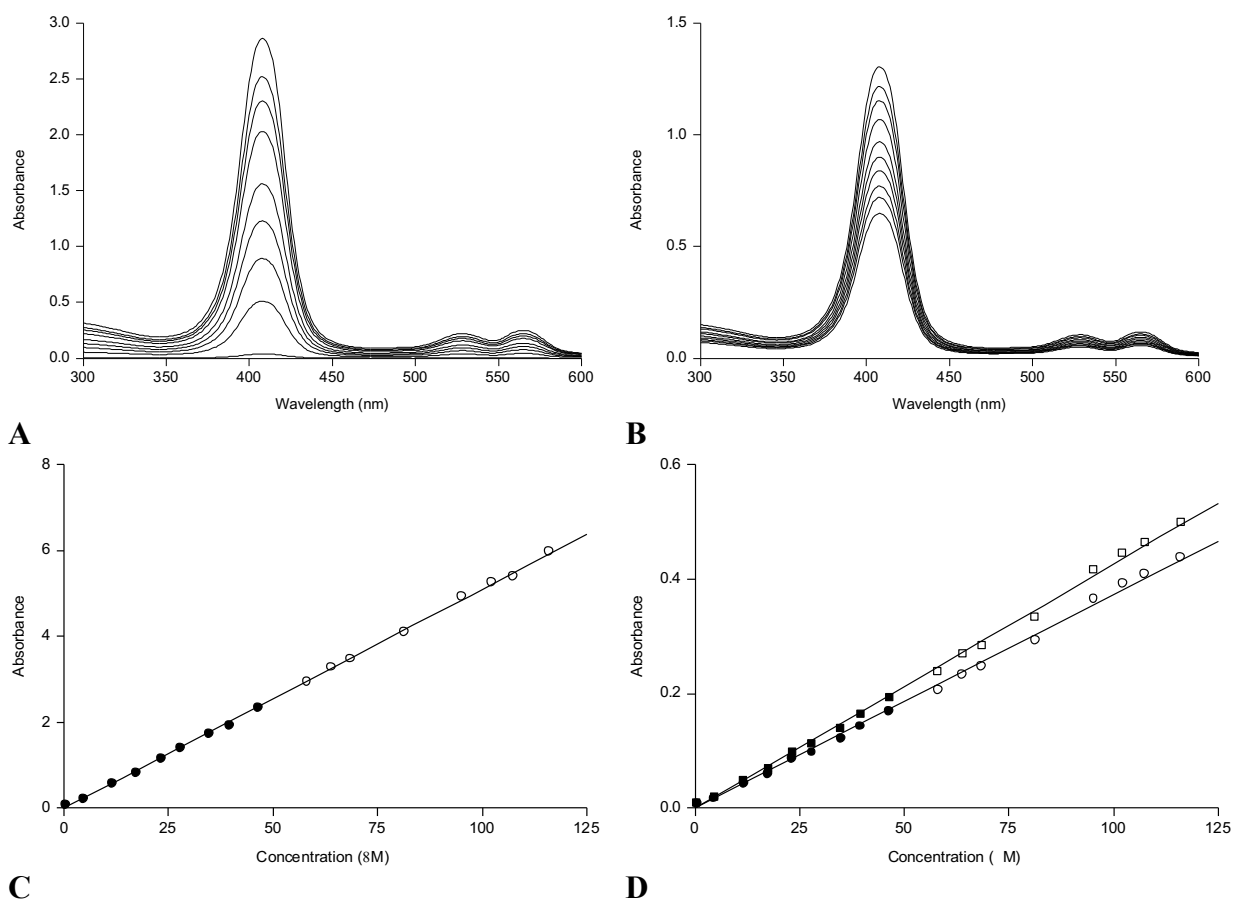 3.0
2.5
2.0
1.5
1.0
0.5
0.0
Absorbance
300 350 400 450 500 550 600
Wavelength (nm)
A
1.5
1.0
0.5
0.0
Absorbance
300 350 400 450 500 550 600
Wavelength (nm)
B
8
6
4
2
0
Absorbance
0 25 50 75 100 125
Concentration (8M)
C
0.6
0.4
0.2
0.0
Absorbance
0 25 50 75 100 125
Concentration ( M)
D